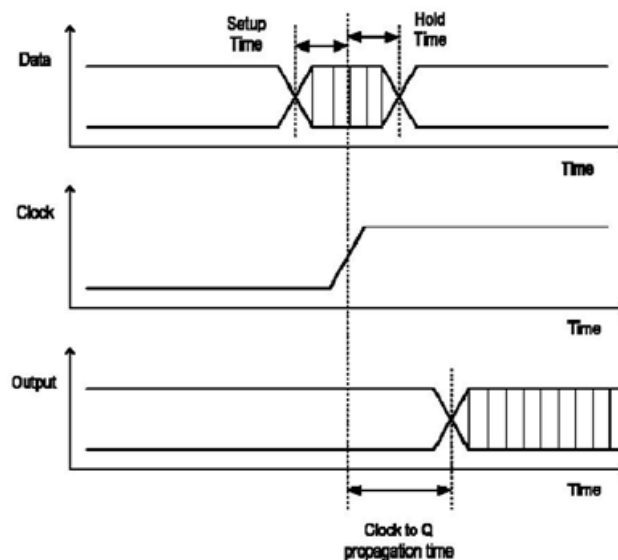 Setup
Time
Hold
Time
Data
Time
Clock
Time
Output
Time
Clock to Q
propagation time